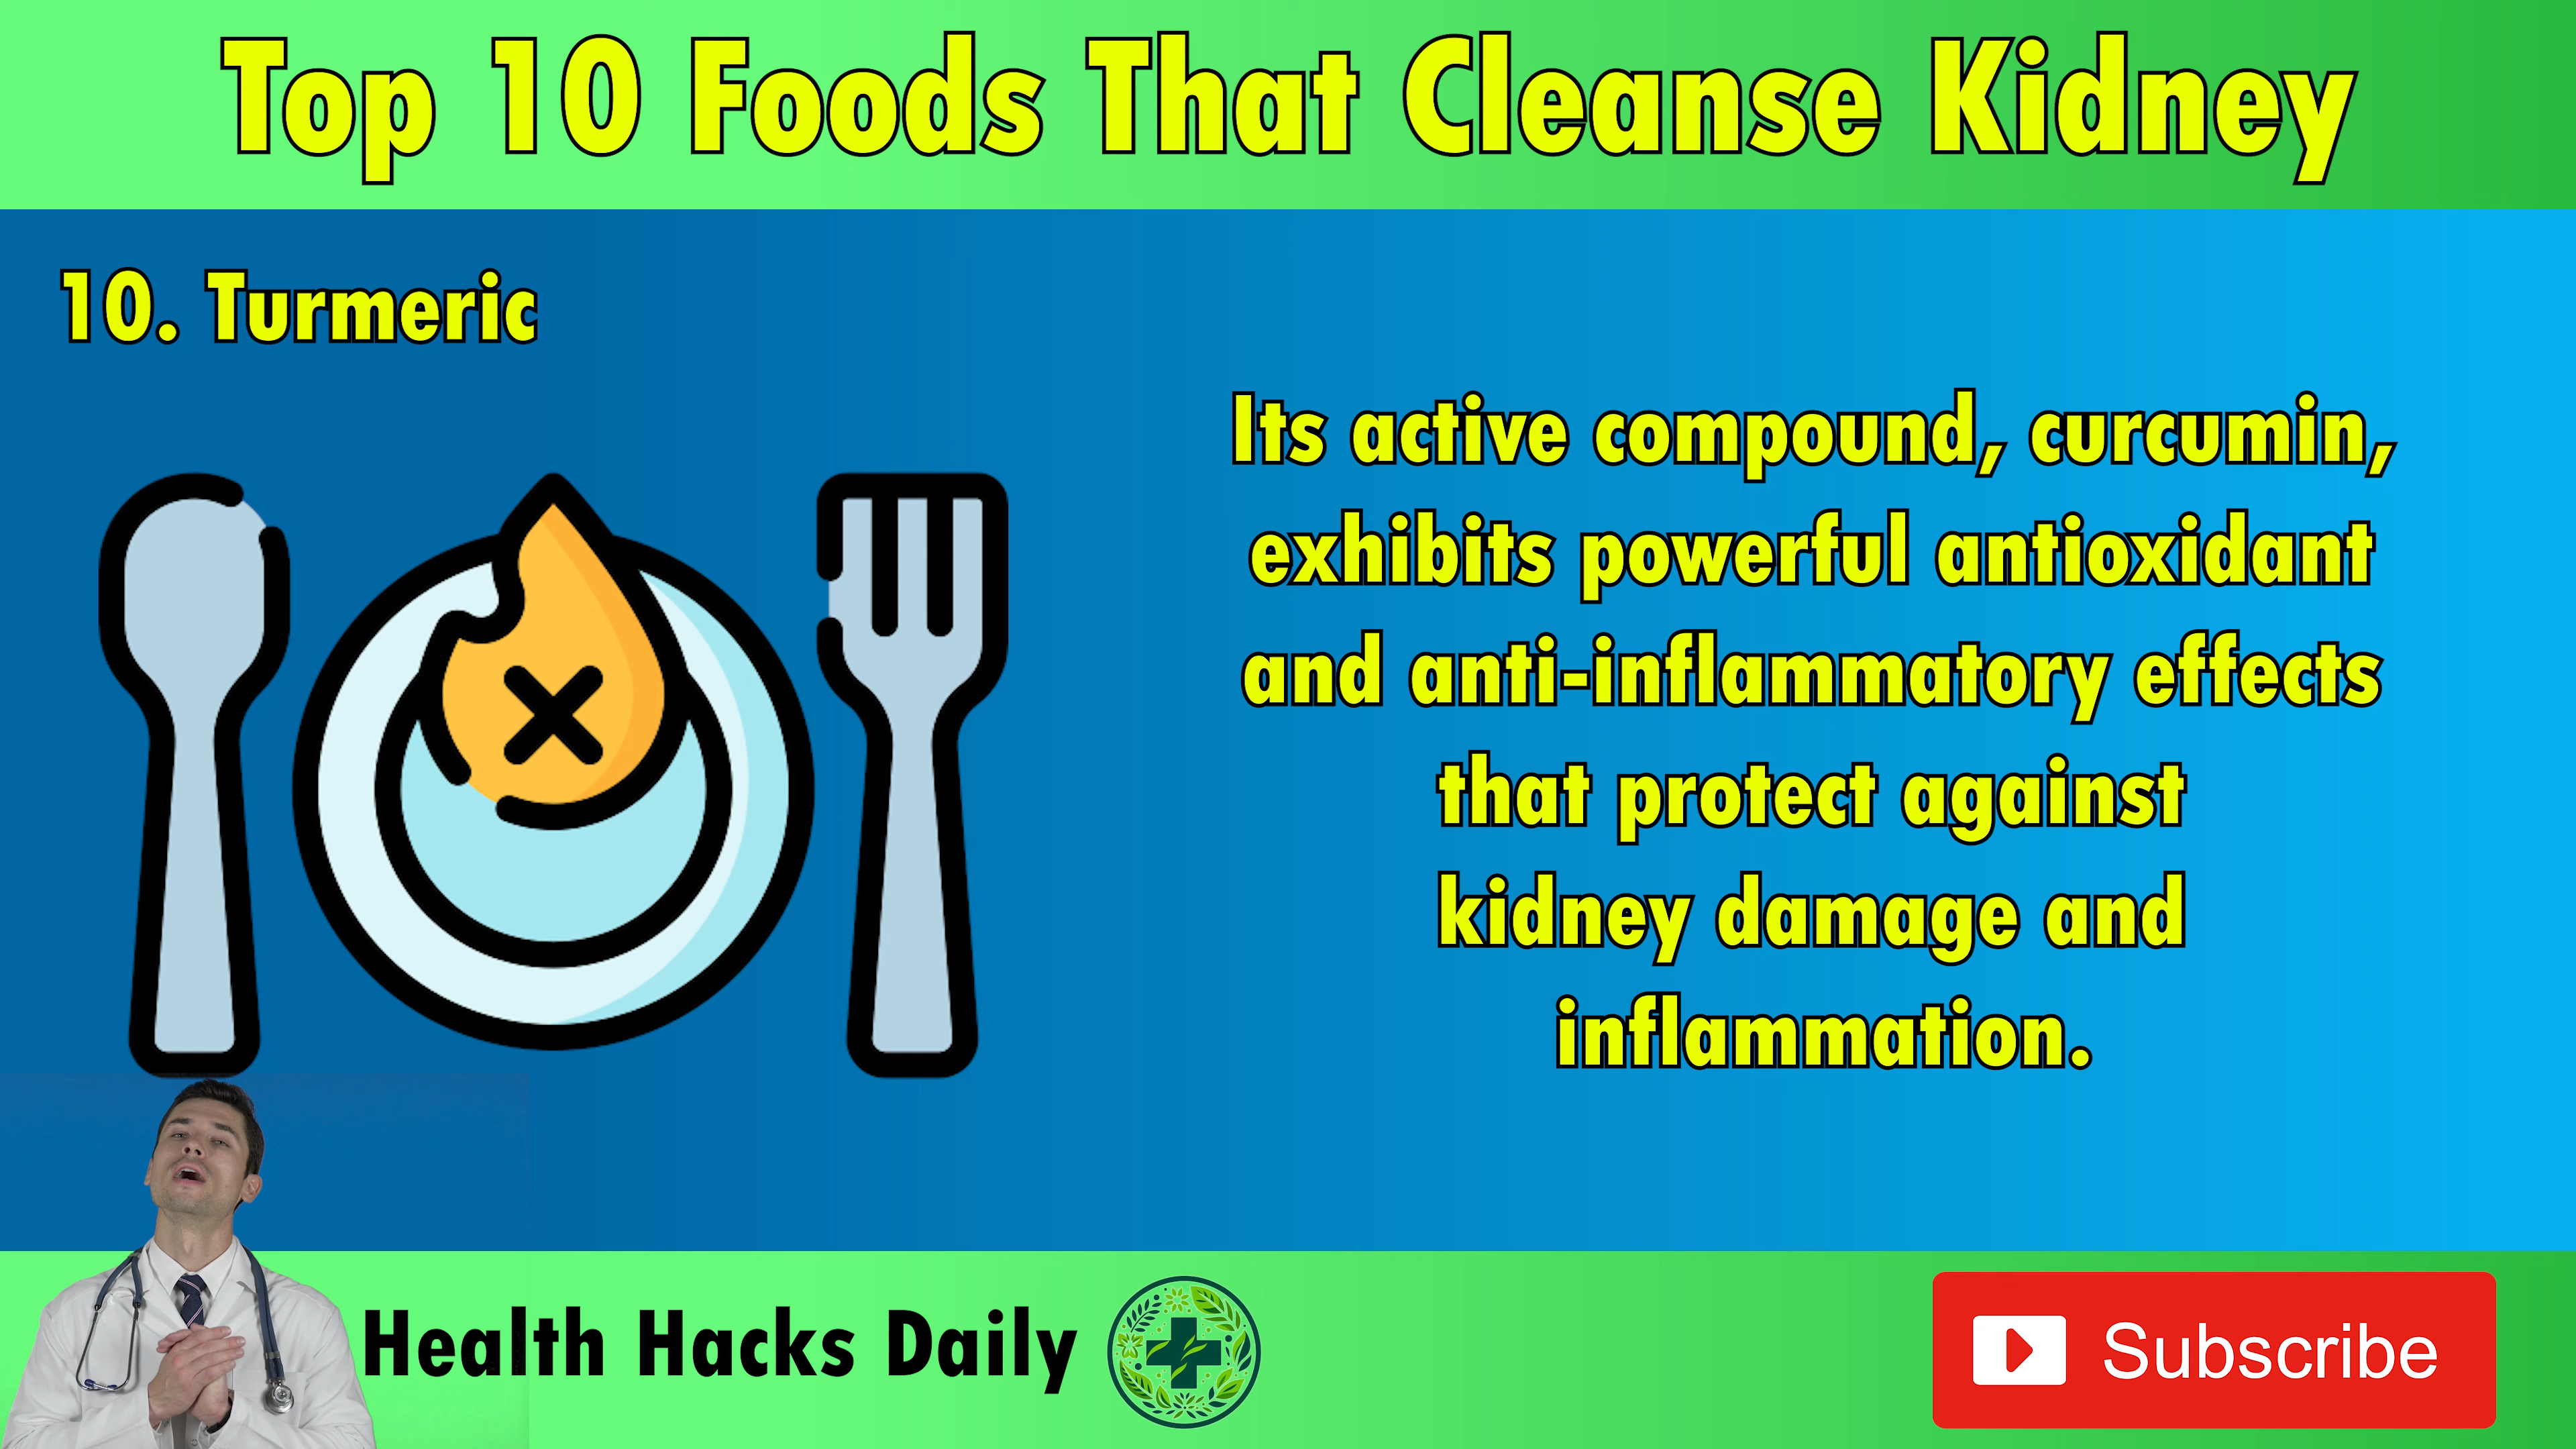 Top 10 Foods That Cleanse Kidney
10. Turmeric
Its active compound, curcumin,
exhibits powerful antioxidant
and anti-inflammatory effects
that protect against
kidney damage and
inflammation.
Health Hacks Daily
Subscribe